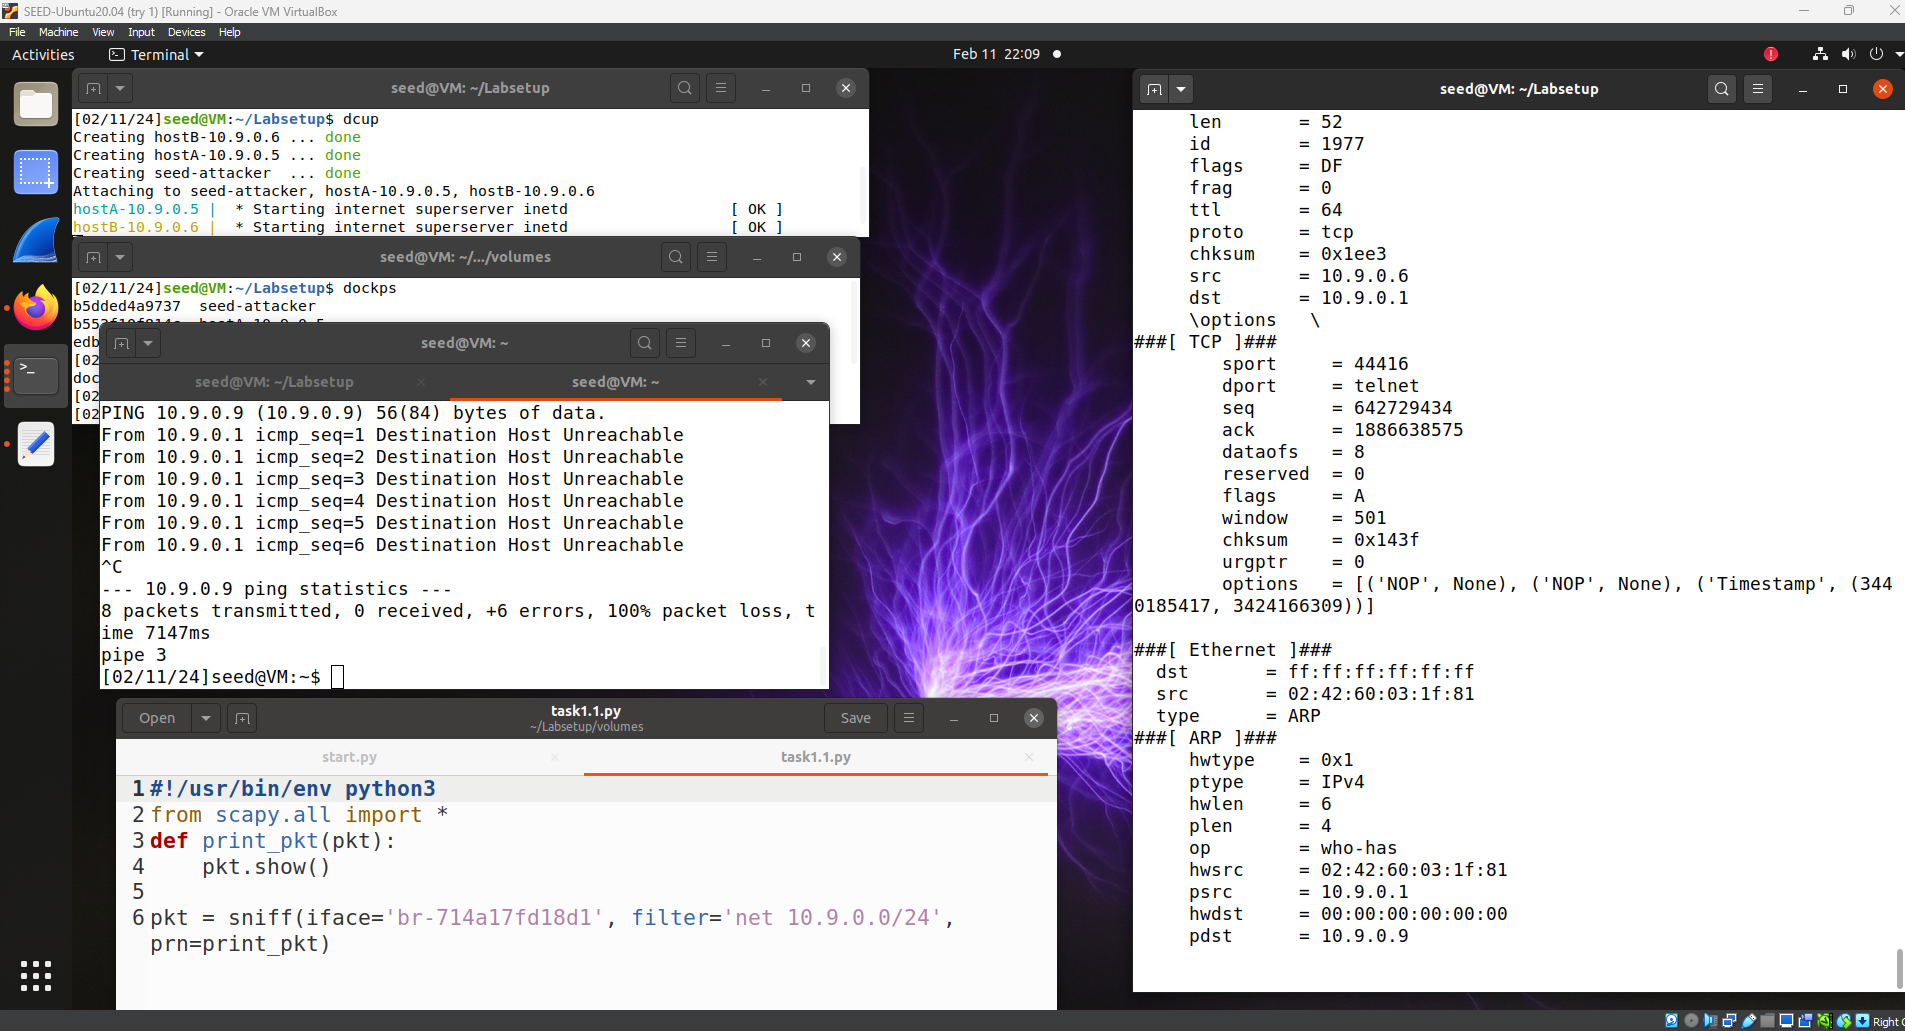 SEED-Ubuntu20.04 (try 1) [Running] - Oracle VM VirtualBox
File Machine View Input Devices Help
Activities Terminal Feb 11 22:09
seed@VM: ~/Labsetup
[02/11/24]seed@VM:~/Labsetup$ dcup
Creating hostB-10.9.0.6 ... done
Creating hostA-10.9.0.5 ... done
Creating seed-attacker  ... done
Attaching to seed-attacker, hostA-10.9.0.5, hostB-10.9.0.6
hostA-10.9.0.5 |  * Starting internet superserver inetd [ OK ]
hostB-10.9.0.6 |  * Starting internet superserver inetd [ OK ]
seed@VM: ~/.../volumes
[02/11/24]seed@VM:~/Labsetup$ dockps
b5dded4a9737  seed-attacker
edb
[02
doc
[02
[02
seed@VM: ~
seed@VM: ~/Labsetup
seed@VM: ~
PING 10.9.0.9 (10.9.0.9) 56(84) bytes of data.
From 10.9.0.1 icmp_seq=1 Destination Host Unreachable
From 10.9.0.1 icmp_seq=2 Destination Host Unreachable
From 10.9.0.1 icmp_seq=3 Destination Host Unreachable
From 10.9.0.1 icmp_seq=4 Destination Host Unreachable
From 10.9.0.1 icmp_seq=5 Destination Host Unreachable
From 10.9.0.1 icmp_seq=6 Destination Host Unreachable
^C
--- 10.9.0.9 ping statistics ---
8 packets transmitted, 0 received, +6 errors, 100% packet loss, t
ime 7147ms
pipe 3
[02/11/24]seed@VM:~$
Open task1.1.py Save
~/Labsetup/volumes
start.py task1.1.py
1 #!/usr/bin/env python3
2 from scapy.all import *
3 def print_pkt(pkt):
4     pkt.show()
5
6 pkt = sniff(iface='br-714a17fd18d1', filter='net 10.9.0.0/24',
prn=print_pkt)
seed@VM: ~/Labsetup
len = 52
id = 1977
flags = DF
frag = 0
ttl = 64
proto = tcp
chksum = 0x1ee3
src = 10.9.0.6
dst = 10.9.0.1
\options \
###[ TCP ]###
sport = 44416
dport = telnet
seq = 642729434
ack = 1886638575
dataofs = 8
reserved = 0
flags = A
window = 501
chksum = 0x143f
urgptr = 0
options = [('NOP', None), ('NOP', None), ('Timestamp', (344
0185417, 3424166309))]
###[ Ethernet ]###
dst = ff:ff:ff:ff:ff:ff
src = 02:42:60:03:1f:81
type = ARP
###[ ARP ]###
hwtype = 0x1
ptype = IPv4
hwlen = 6
plen = 4
op = who-has
hwsrc = 02:42:60:03:1f:81
psrc = 10.9.0.1
hwdst = 00:00:00:00:00:00
pdst = 10.9.0.9
Right